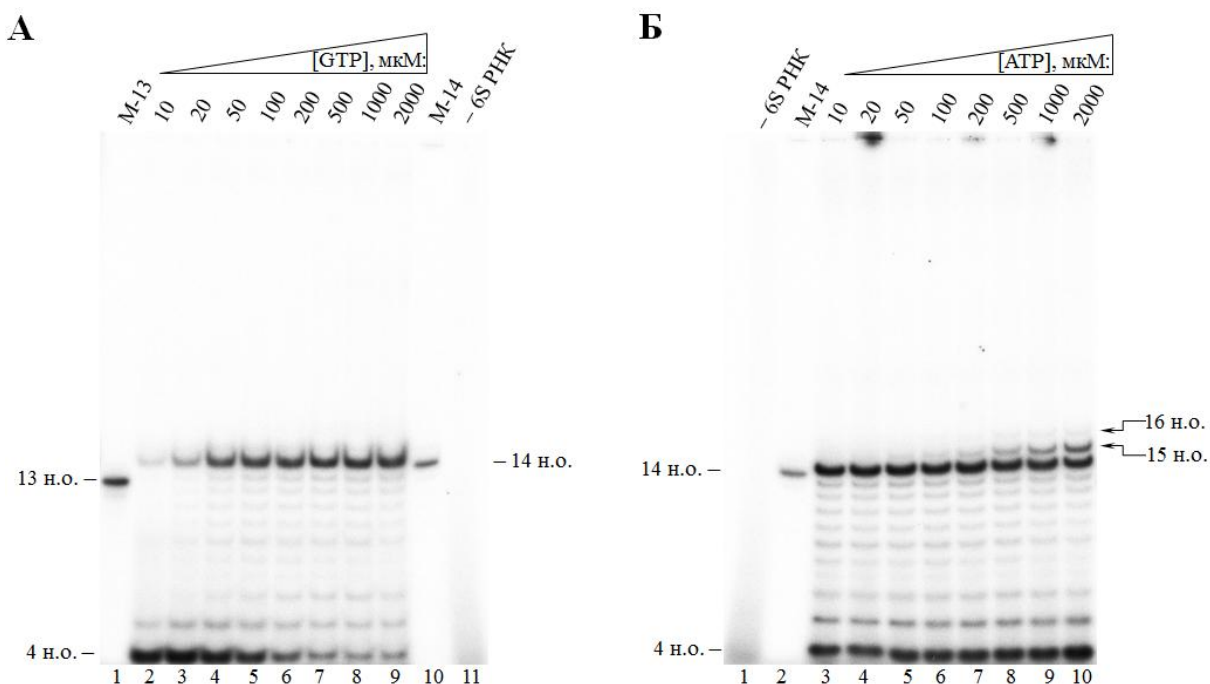 А
[GTP], мкМ:
М-13 10 20 50 100 200 500 1000 2000 М-14 – 6S РНК
13 н.о. –
– 14 н.о.
4 н.о. –
1 2 3 4 5 6 7 8 9 10 11
Б
[ATP], мкМ:
– 6S РНК М-14 10 20 50 100 200 500 1000 2000
16 н.о.
15 н.о.
14 н.о. –
4 н.о. –
1 2 3 4 5 6 7 8 9 10